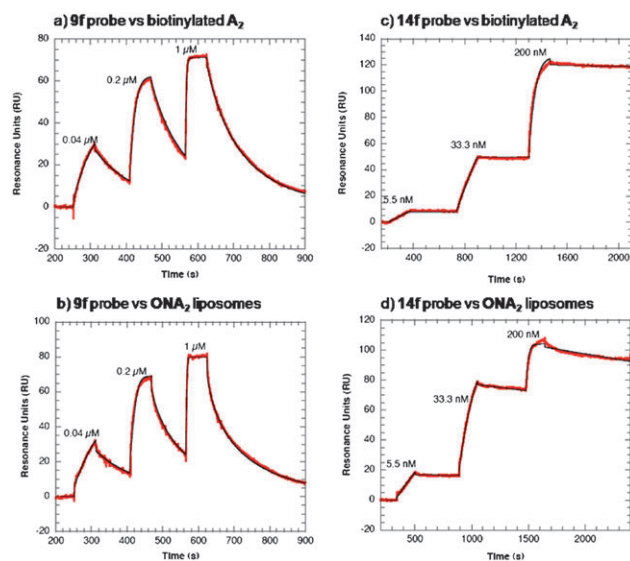 a) 9f probe vs biotinylated A2
Resonance Units (RU)
80
60
40
20
0
-20
0.04 µM
0.2 µM
1 µM
200 300 400 500 600 700 800 900
Time (s)
c) 14f probe vs biotinylated A2
Resonance Units (RU)
140
120
100
80
60
40
20
0
-20
5.5 nM
33.3 nM
200 nM
400 800 1200 1600 2000
Time (s)
b) 9f probe vs ONA2 liposomes
Resonance Units (RU)
100
80
60
40
20
0
-20
0.04 µM
0.2 µM
1 µM
200 300 400 500 600 700 800 900
Time (s)
d) 14f probe vs ONA2 liposomes
Resonance Units (RU)
120
100
80
60
40
20
0
-20
5.5 nM
33.3 nM
200 nM
500 1000 1500 2000
Time (s)